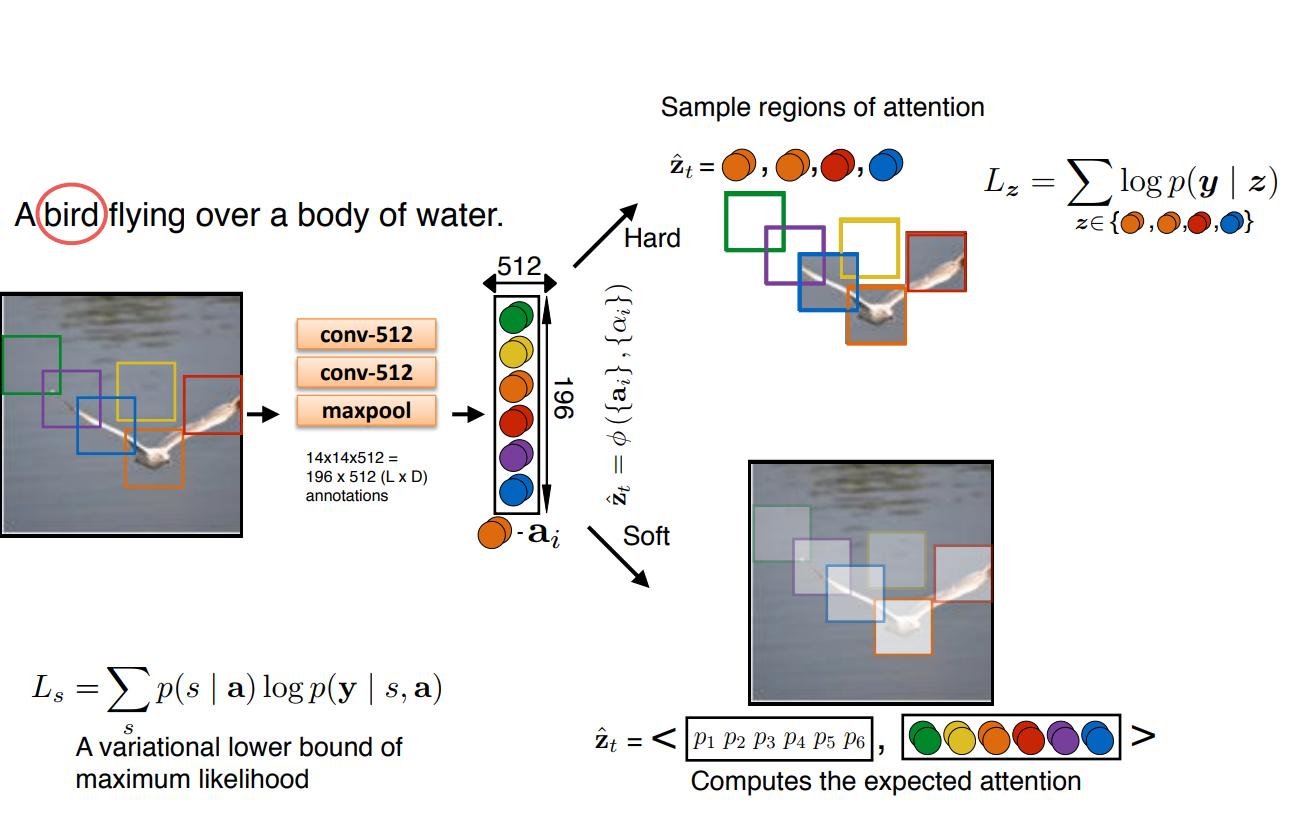 Sample regions of attention
ẑₜ = , , ,
L_z = ∑ log p(y | z)
z∈{ , , , }
A bird flying over a body of water.
Hard
512
conv-512
conv-512
maxpool
196
ẑₜ = ϕ ({aᵢ}, {αᵢ})
14x14x512 =
196 x 512 (L x D)
annotations
- aᵢ
Soft
L_s = ∑ p(s | a) log p(y | s, a)
s
A variational lower bound of
maximum likelihood
ẑₜ = < p₁ p₂ p₃ p₄ p₅ p₆ , >
Computes the expected attention